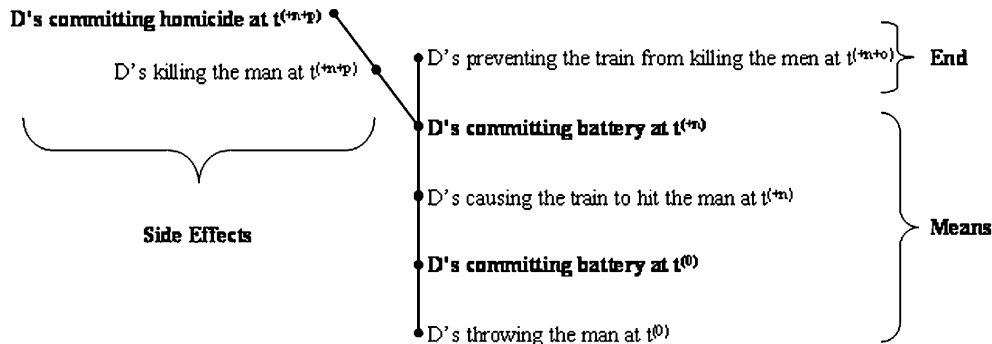 D's committing homicide at t(+n+p)
D's killing the man at t(+n+p)
D's preventing the train from killing the men at t(+n+o)
End
D's committing battery at t(+n)
D's causing the train to hit the man at t(+n)
Side Effects
Means
D's committing battery at t(0)
D's throwing the man at t(0)